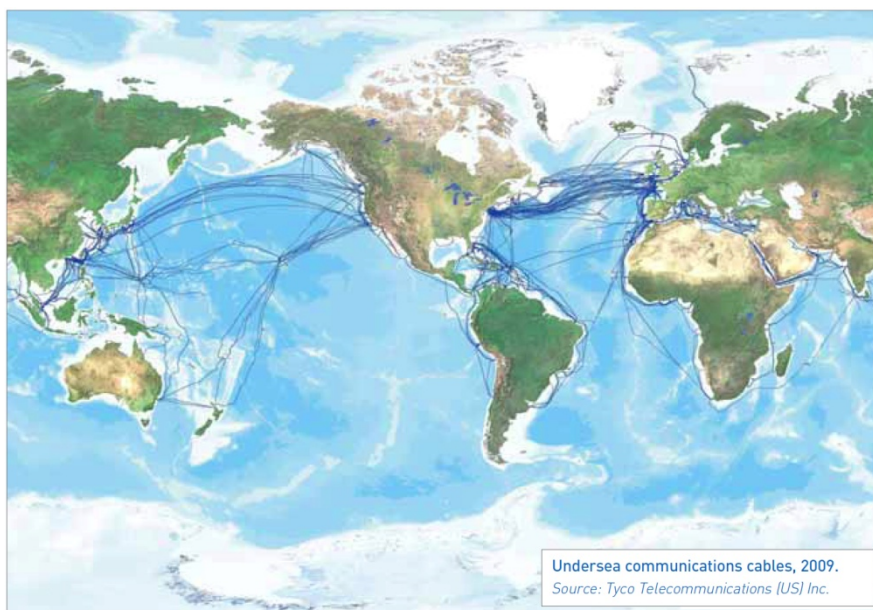 Undersea communications cables, 2009.
Source: Tyco Telecommunications (US) Inc.